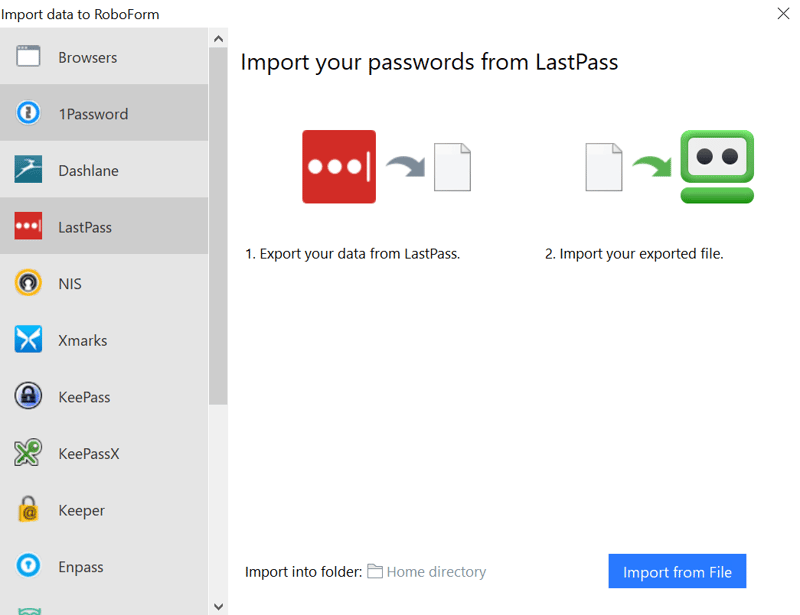 Import data to RoboForm
Browsers
1Password
Dashlane
LastPass
NIS
Xmarks
KeePass
KeePassX
Keeper
Enpass
Import your passwords from LastPass
1. Export your data from LastPass.
2. Import your exported file.
Import into folder: Home directory
Import from File